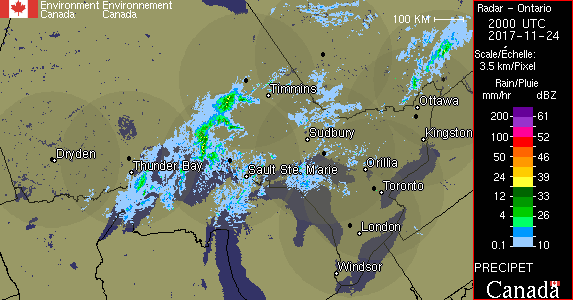 Environment Environnement
Canada Canada
100 KM
Timmins
Ottawa
Sudbury
Kingston
Dryden
Thunder Bay
Sault Ste. Marie
Orillia
Toronto
London
Windsor
Radar - Ontario
2000 UTC
2017-11-24
Scale/Échelle:
3.5 km/Pixel
Rain/Pluie
mm/hr dBZ
200 61
100 52
50 46
24 39
12 33
4 26
0.1 10
PRECIPET
Canada